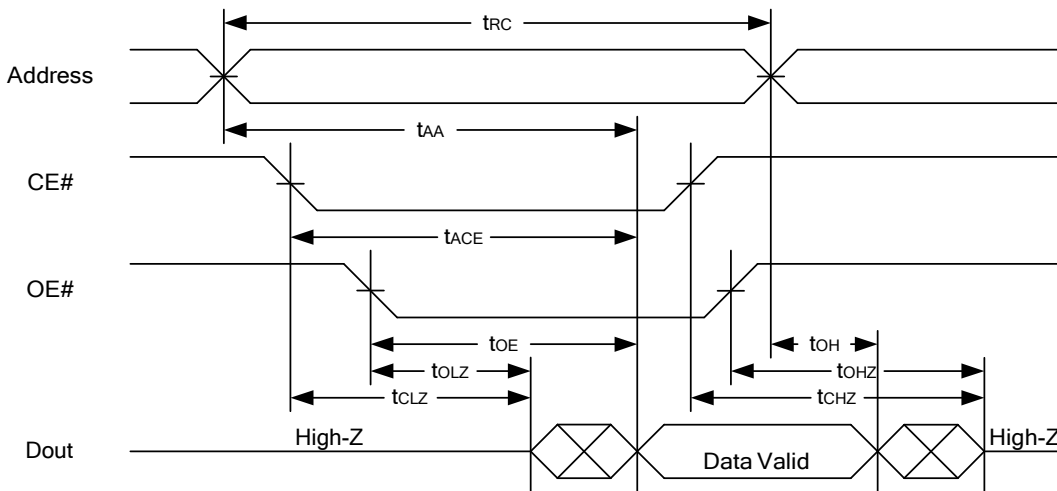 tRC
Address
tAA
CE#
tACE
OE#
tOE
tOH
tOLZ
tOHZ
tCLZ
tCHZ
High-Z
High-Z
Dout
Data Valid